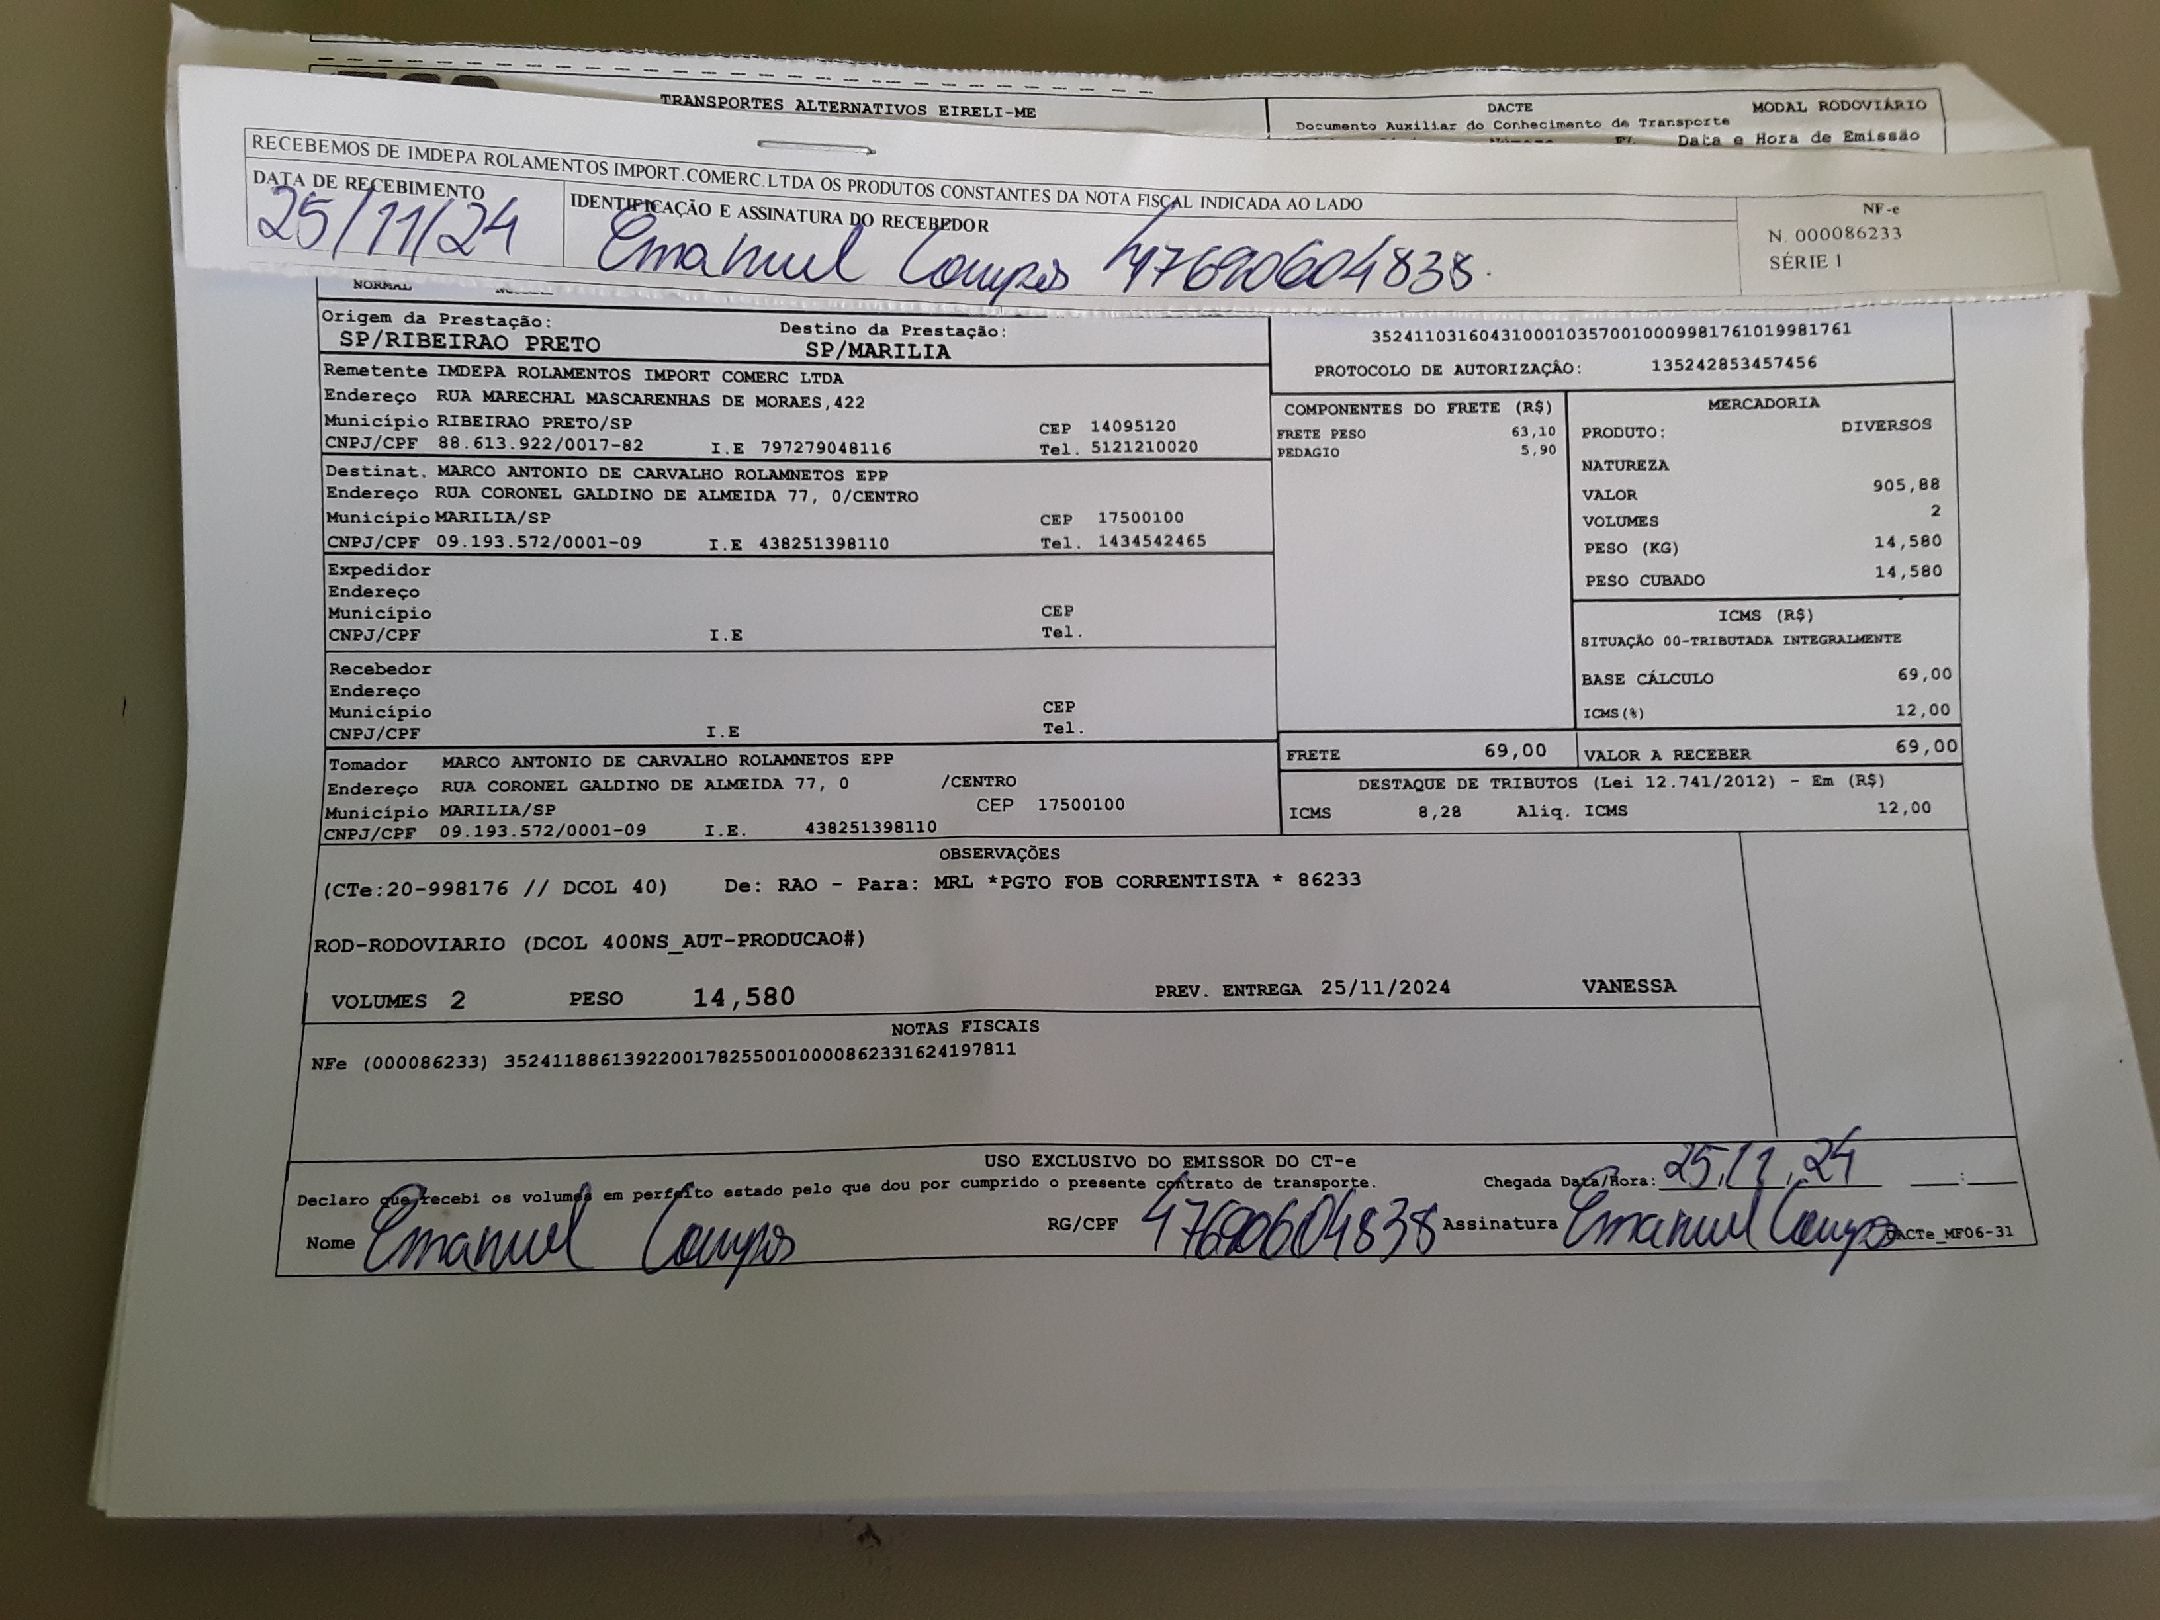 TRANSPORTES ALTERNATIVOS EIRELI-ME
DACTE MODAL RODOVIÁRIO
Documento Auxiliar do Conhecimento de Transporte
Data e Hora de Emissão
RECEBEMOS DE IMDEPA ROLAMENTOS IMPORT.COMERC.LTDA OS PRODUTOS CONSTANTES DA NOTA FISCAL INDICADA AO LADO
DATA DE RECEBIMENTO IDENTIFICAÇÃO E ASSINATURA DO RECEBEDOR
25/11/24 Emanuel Campos 47690604838
NF-e
N. 000086233
SÉRIE 1
NORMAL
Origem da Prestação: Destino da Prestação:
SP/RIBEIRAO PRETO SP/MARILIA
35241103160431000103570010009981761019981761
PROTOCOLO DE AUTORIZAÇÂO: 135242853457456
Remetente IMDEPA ROLAMENTOS IMPORT COMERC LTDA
Endereço RUA MARECHAL MASCARENHAS DE MORAES,422
Município RIBEIRAO PRETO/SP CEP 14095120
CNPJ/CPF 88.613.922/0017-82 I.E 797279048116 Tel. 5121210020
Destinat. MARCO ANTONIO DE CARVALHO ROLAMNETOS EPP
Endereço RUA CORONEL GALDINO DE ALMEIDA 77, 0/CENTRO
Município MARILIA/SP CEP 17500100
CNPJ/CPF 09.193.572/0001-09 I.E 438251398110 Tel. 1434542465
Expedidor
Endereço
Município CEP
CNPJ/CPF I.E Tel.
Recebedor
Endereço
Município CEP
CNPJ/CPF I.E Tel.
Tomador MARCO ANTONIO DE CARVALHO ROLAMNETOS EPP
Endereço RUA CORONEL GALDINO DE ALMEIDA 77, 0 /CENTRO
Município MARILIA/SP CEP 17500100
CNPJ/CPF 09.193.572/0001-09 I.E. 438251398110
COMPONENTES DO FRETE (R$)
FRETE PESO 63,10
PEDAGIO 5,90
MERCADORIA
PRODUTO: DIVERSOS
NATUREZA
VALOR 905,88
VOLUMES 2
PESO (KG) 14,580
PESO CUBADO 14,580
ICMS (R$)
SITUAÇÃO 00-TRIBUTADA INTEGRALMENTE
BASE CÁLCULO 69,00
ICMS(%) 12,00
FRETE 69,00 VALOR A RECEBER 69,00
DESTAQUE DE TRIBUTOS (Lei 12.741/2012) - Em (R$)
ICMS 8,28 Aliq. ICMS 12,00
OBSERVAÇÕES
(CTe:20-998176 // DCOL 40) De: RAO - Para: MRL *PGTO FOB CORRENTISTA * 86233
ROD-RODOVIARIO (DCOL 400NS_AUT-PRODUCAO#)
VOLUMES 2 PESO 14,580 PREV. ENTREGA 25/11/2024 VANESSA
NOTAS FISCAIS
NFe (000086233) 35241188613922001782550010000862331624197811
USO EXCLUSIVO DO EMISSOR DO CT-e
Declaro que recebi os volumes em perfeito estado pelo que dou por cumprido o presente contrato de transporte. Chegada Data/Hora: 25/11/24 :
Nome Emanuel Campos RG/CPF 47690604838 Assinatura Emanuel Campos DACTe_MF06-31